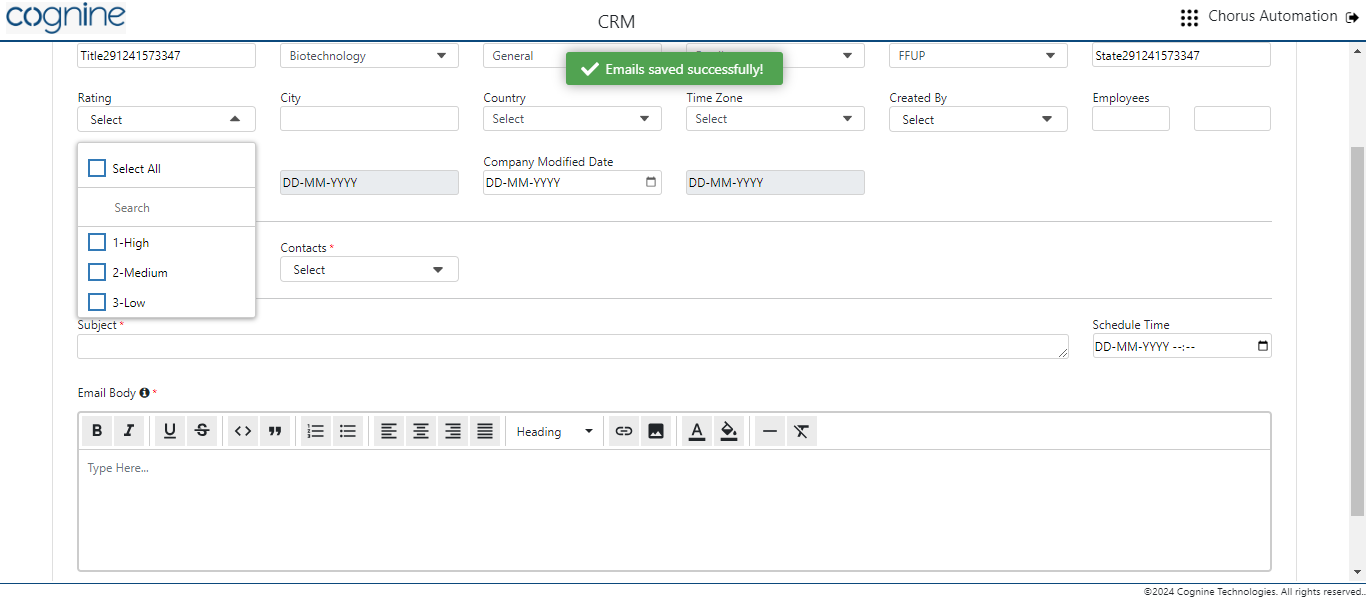 cognine
CRM
Chorus Automation
Title291241573347
Biotechnology
General
FFUP
State291241573347
Emails saved successfully!
Rating
City
Country
Time Zone
Created By
Employees
Select
Select
Select
Select
Company Modified Date
Select All
DD-MM-YYYY
DD-MM-YYYY
DD-MM-YYYY
Search
1-High
2-Medium
3-Low
Contacts *
Select
Subject *
Schedule Time
DD-MM-YYYY --:--
Email Body *
B I U S
Heading
A
Type Here...
©2024 Cognine Technologies. All rights reserved.